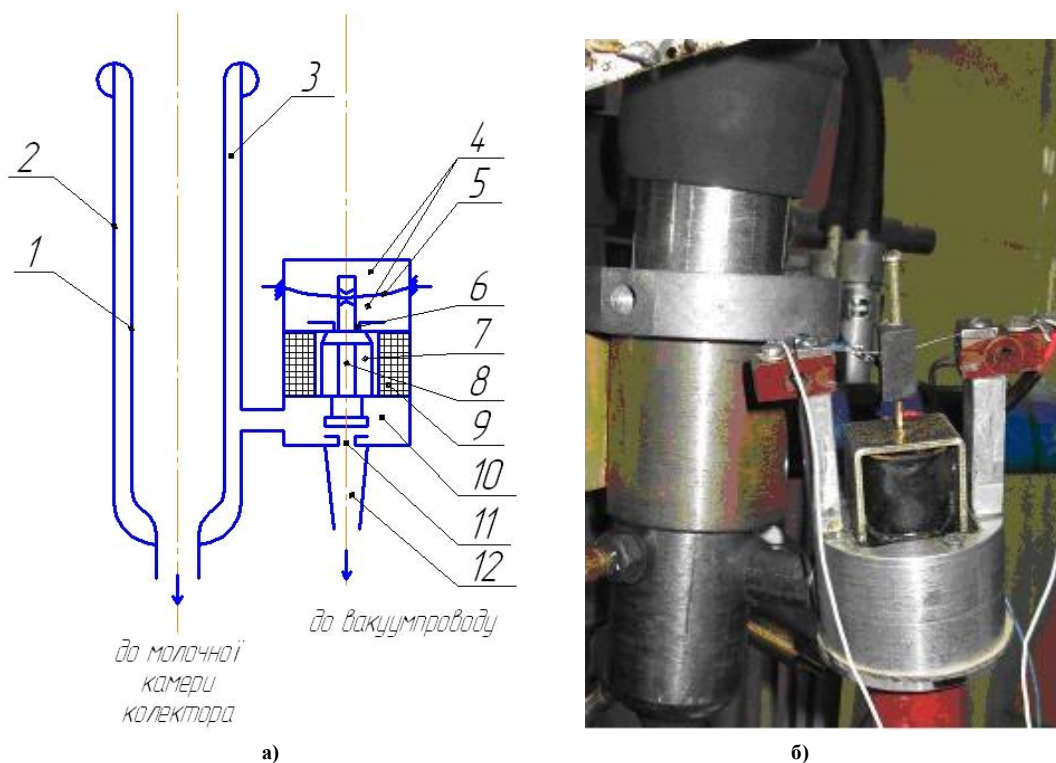 3
4
2
5
1
6
7
8
9
10
11
12
до вакуумпроводу
до молочної
камери
колектора
а)
б)